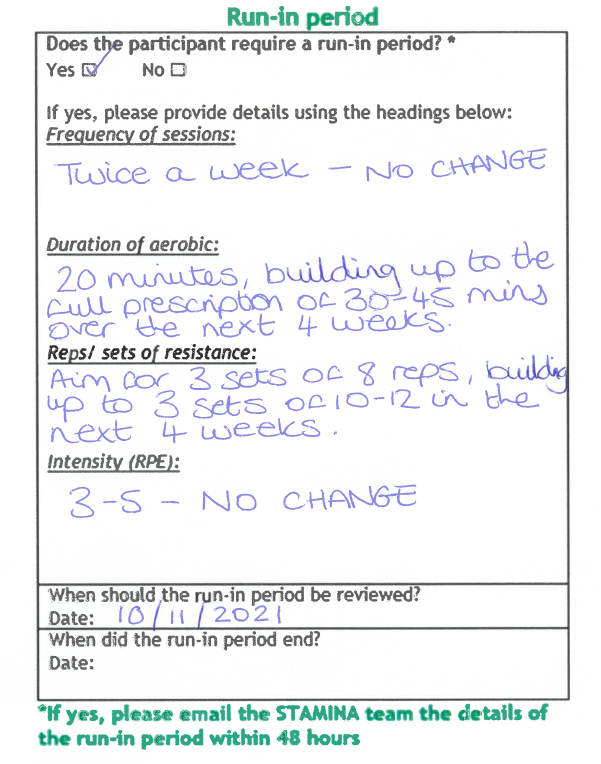 Run-in period
Does the participant require a run-in period? *
Yes ☑ No ☐
If yes, please provide details using the headings below:
Frequency of sessions:
Twice a week - NO CHANGE
Duration of aerobic:
20 minutes, building up to the
full prescription of 30-45 mins
over the next 4 weeks.
Reps/ sets of resistance:
Aim for 3 sets of 8 reps, building
up to 3 sets of 10-12 in the
next 4 weeks.
Intensity (RPE):
3-5 - NO CHANGE
When should the run-in period be reviewed?
Date: 10/11/2021
When did the run-in period end?
Date:
*If yes, please email the STAMINA team the details of
the run-in period within 48 hours